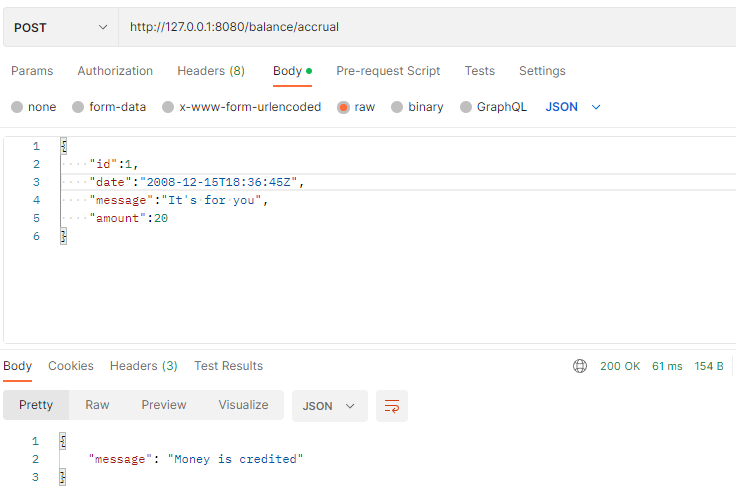 POST http://127.0.0.1:8080/balance/accrual
Params Authorization Headers (8) Body Pre-request Script Tests Settings
none form-data x-www-form-urlencoded raw binary GraphQL JSON
1 {
2 "id":1,
3 "date":"2008-12-15T18:36:45Z",
4 "message":"It's for you",
5 "amount":20
6 }
Body Cookies Headers (3) Test Results 200 OK 61 ms 154 B
Pretty Raw Preview Visualize JSON
1 {
2 "message": "Money is credited"
3 }